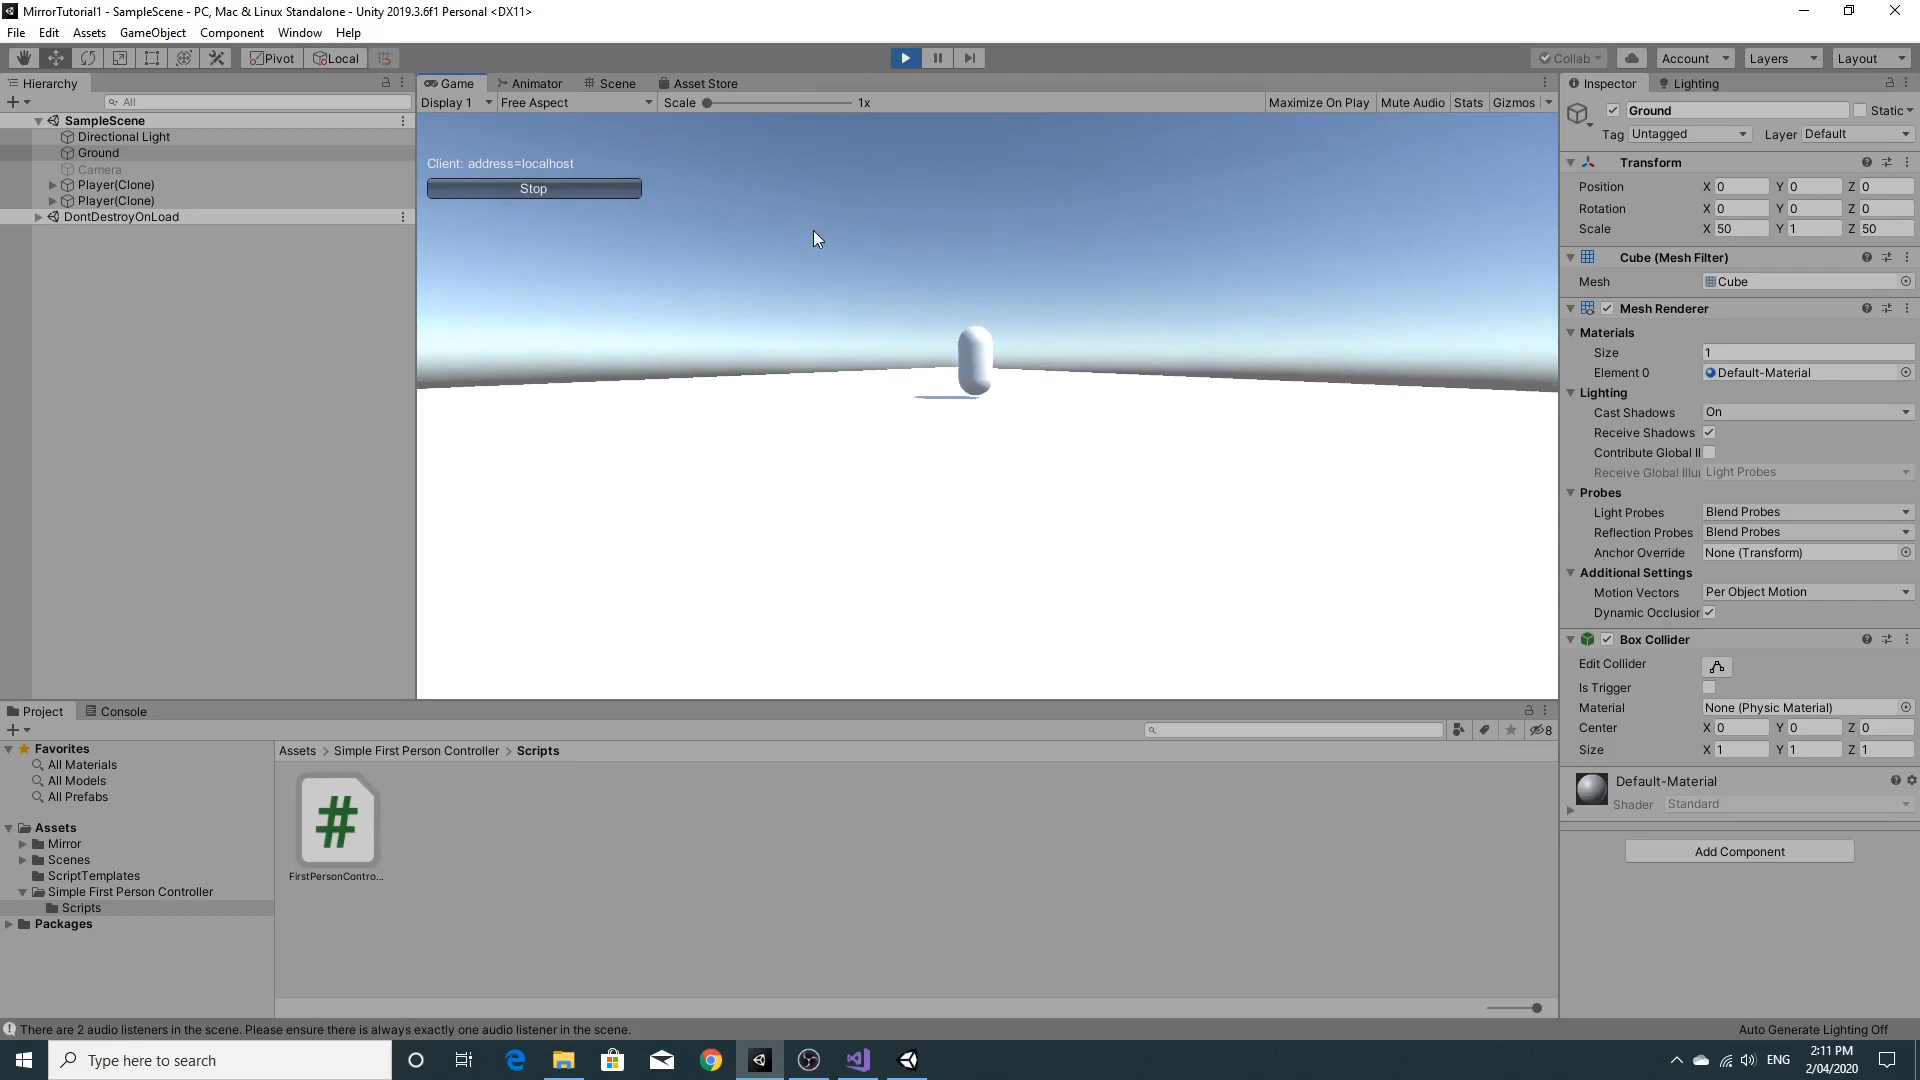 MirrorTutorial1 - SampleScene - PC, Mac & Linux Standalone - Unity 2019.3.6f1 Personal <DX11>
File Edit Assets GameObject Component Window Help
Pivot Local Collab Account Layers Layout
Hierarchy
All
SampleScene
Directional Light
Ground
Camera
Player(Clone)
Player(Clone)
DontDestroyOnLoad
Game Animator Scene Asset Store
Display 1 Free Aspect Scale 1x Maximize On Play Mute Audio Stats Gizmos
Client: address=localhost
Stop
Inspector Lighting
Ground Static
Tag Untagged Layer Default
Transform
Position X 0 Y 0 Z 0
Rotation X 0 Y 0 Z 0
Scale X 50 Y 1 Z 50
Cube (Mesh Filter)
Mesh Cube
Mesh Renderer
Materials
Size 1
Element 0 Default-Material
Lighting
Cast Shadows On
Receive Shadows
Contribute Global Il
Receive Global Illur Light Probes
Probes
Light Probes Blend Probes
Reflection Probes Blend Probes
Anchor Override None (Transform)
Additional Settings
Motion Vectors Per Object Motion
Dynamic Occlusion
Box Collider
Edit Collider
Is Trigger
Material None (Physic Material)
Center X 0 Y 0 Z 0
Size X 1 Y 1 Z 1
Default-Material
Shader Standard
Add Component
Project Console
8
Favorites
All Materials
All Models
All Prefabs
Assets
Mirror
Scenes
ScriptTemplates
Simple First Person Controller
Scripts
Packages
Assets > Simple First Person Controller > Scripts
FirstPersonContro...
There are 2 audio listeners in the scene. Please ensure there is always exactly one audio listener in the scene.
Auto Generate Lighting Off
Type here to search
ENG
2:11 PM
2/04/2020